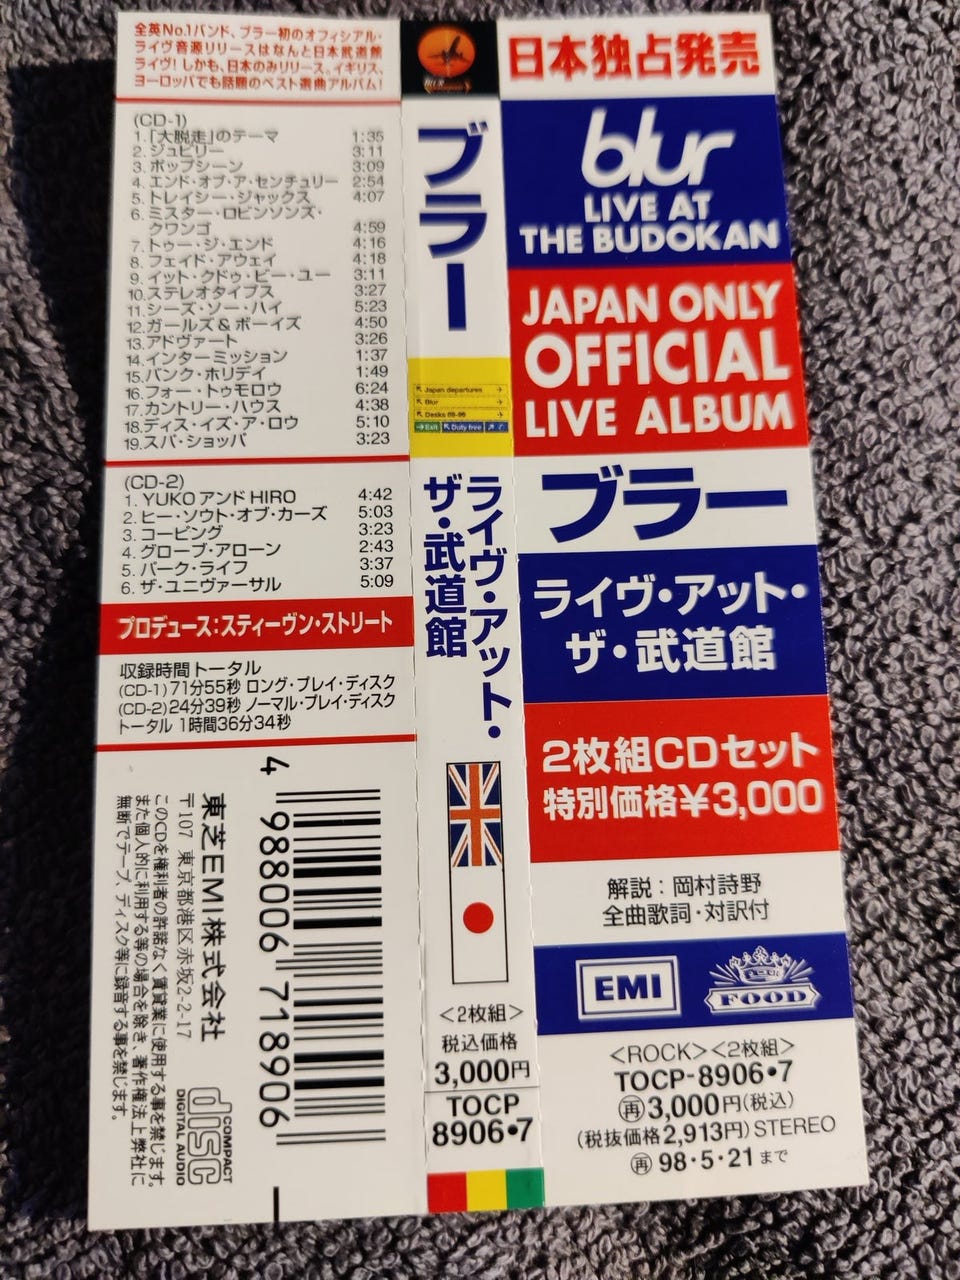 全英No.1バンド、ブラー初のオフィシャル・
ライヴ音源リリースはなんと日本武道館
ライヴ!しかも、日本のみリリース。イギリス、
ヨーロッパでも話題のベスト選曲アルバム!
(CD-1)
1.「大脱走」のテーマ 1:35
2. ジュビリー 3:11
3. ポップシーン 3:09
4. エンド・オブ・ア・センチュリー 2:54
5. トレイシー・ジャックス 4:07
6. ミスター・ロビンソンズ・
クワンゴ 4:59
7. トゥー・ジ・エンド 4:16
8. フェイド・アウェイ 4:18
9. イット・クドゥ・ビー・ユー 3:11
10. ステレオタイプス 3:27
11. シーズ・ソー・ハイ 5:23
12. ガールズ&ボーイズ 4:50
13. アドヴァート 3:26
14. インターミッション 1:37
15. バンク・ホリデイ 1:49
16. フォー・トゥモロウ 6:24
17. カントリー・ハウス 4:38
18. ディス・イズ・ア・ロウ 5:10
19. スパ・ショッパ 3:23
(CD-2)
1. YUKOアンドHIRO 4:42
2. ヒー・ソウト・オブ・カーズ 5:03
3. コーピング 3:23
4. グローブ・アローン 2:43
5. パーク・ライフ 3:37
6. ザ・ユニヴァーサル 5:09
プロデュース:スティーヴン・ストリート
収録時間トータル
(CD-1)71分55秒 ロング・プレイ・ディスク
(CD-2)24分39秒 ノーマル・プレイ・ディスク
トータル 1時間36分34秒
4 988006 718906
東芝EMI株式会社
〒107 東京都港区赤坂2-2-17
このCDを権利者の許諾なく賃貸業に使用する事を禁じます。
また個人的に利用する等の場合を除き、著作権法上弊社に
無断でテープ、ディスク等に録音する事を禁じます。
COMPACT
disc
DIGITAL AUDIO
ブラー
Japan departures
Blur
Desks 88-96
Exit Duty free
ライヴ・アット・
ザ・武道館
<2枚組>
税込価格
3,000円
TOCP
8906•7
日本独占発売
blur
LIVE AT
THE BUDOKAN
JAPAN ONLY
OFFICIAL
LIVE ALBUM
ブラー
ライヴ・アット・
ザ・武道館
2枚組CDセット
特別価格¥3,000
解説:岡村詩野
全曲歌詞・対訳付
EMI
FOOD
<ROCK><2枚組>
TOCP-8906•7
再3,000円(税込)
(税抜価格2,913円)STEREO
再98・5・21まで